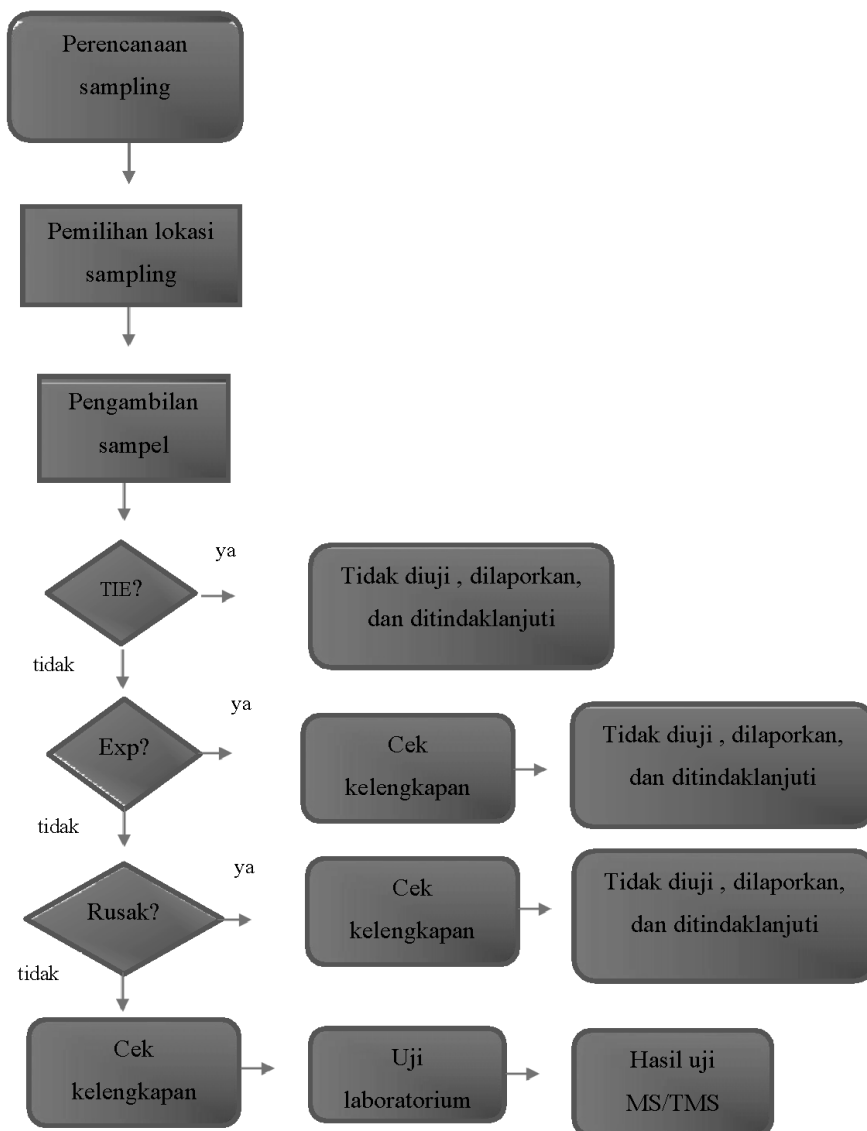 Perencanaan
sampling
Pemilihan lokasi
sampling
Pengambilan
sampel
TIE?
ya
Tidak diuji , dilaporkan,
dan ditindaklanjuti
tidak
Exp?
ya
Cek
kelengkapan
Tidak diuji , dilaporkan,
dan ditindaklanjuti
tidak
Rusak?
ya
Cek
kelengkapan
Tidak diuji , dilaporkan,
dan ditindaklanjuti
tidak
Cek
kelengkapan
Uji
laboratorium
Hasil uji
MS/TMS